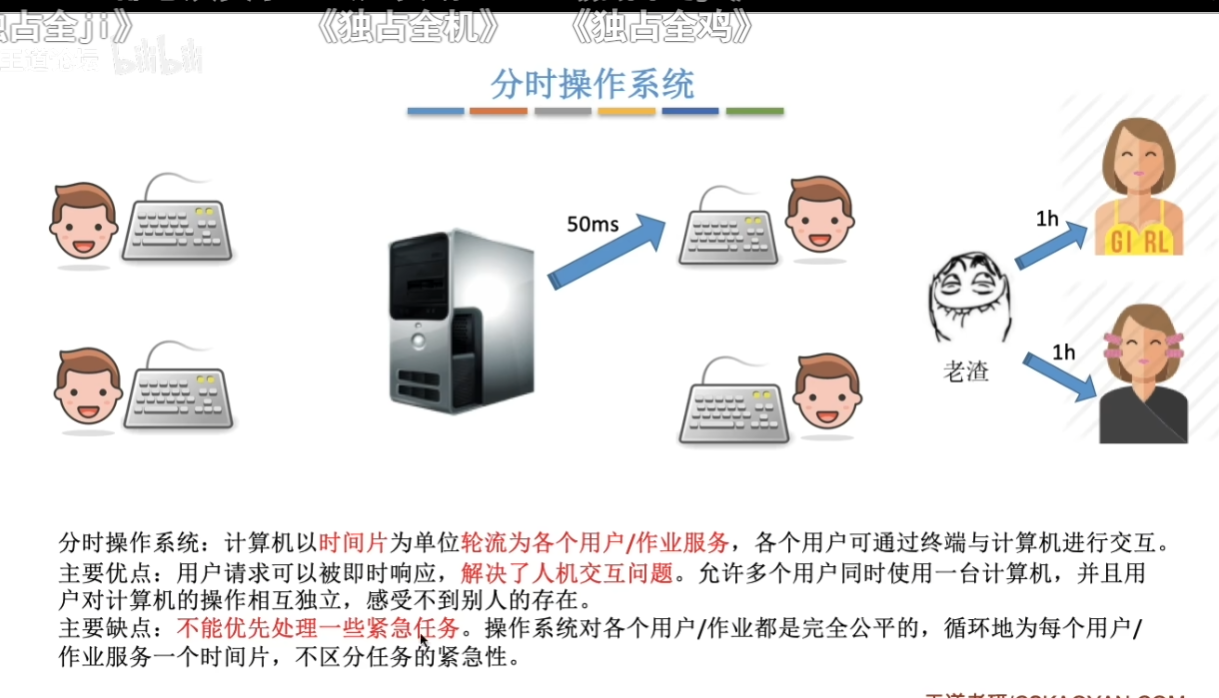 占全ji》
《独占全机》
《独占全鸡》
bilibili
分时操作系统
50ms
1h
GI RL
老渣
1h
分时操作系统：计算机以时间片为单位轮流为各个用户/作业服务，各个用户可通过终端与计算机进行交互。
主要优点：用户请求可以被即时响应，解决了人机交互问题。允许多个用户同时使用一台计算机，并且用
户对计算机的操作相互独立，感受不到别人的存在。
主要缺点：不能优先处理一些紧急任务。操作系统对各个用户/作业都是完全公平的，循环地为每个用户/
作业服务一个时间片，不区分任务的紧急性。